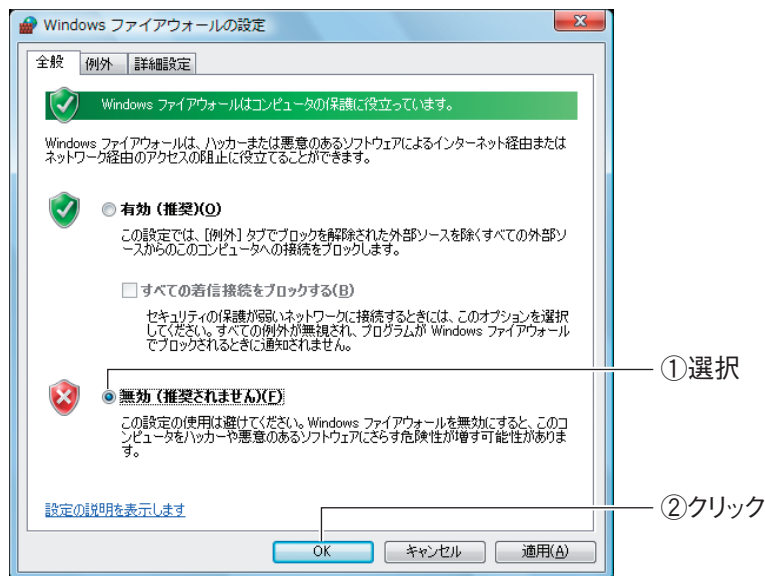 Windows ファイアウォールの設定
全般 例外 詳細設定
Windows ファイアウォールはコンピュータの保護に役立っています。
Windows ファイアウォールは、ハッカーまたは悪意のあるソフトウェアによるインターネット経由または
ネットワーク経由のアクセスの阻止に役立てることができます。
有効 (推奨)(O)
この設定では、[例外] タブでブロックを解除された外部ソースを除くすべての外部ソ
ースからのこのコンピュータへの接続をブロックします。
すべての着信接続をブロックする(B)
セキュリティの保護が弱いネットワークに接続するときには、このオプションを選択
してください。すべての例外が無視され、プログラムが Windows ファイアウォール
でブロックされるときに通知されません。
①選択
無効 (推奨されません)(F)
この設定の使用は避けてください。Windows ファイアウォールを無効にすると、このコ
ンピュータをハッカーや悪意のあるソフトウェアにさらす危険性が増す可能性がありま
す。
設定の説明を表示します
②クリック
OK キャンセル 適用(A)